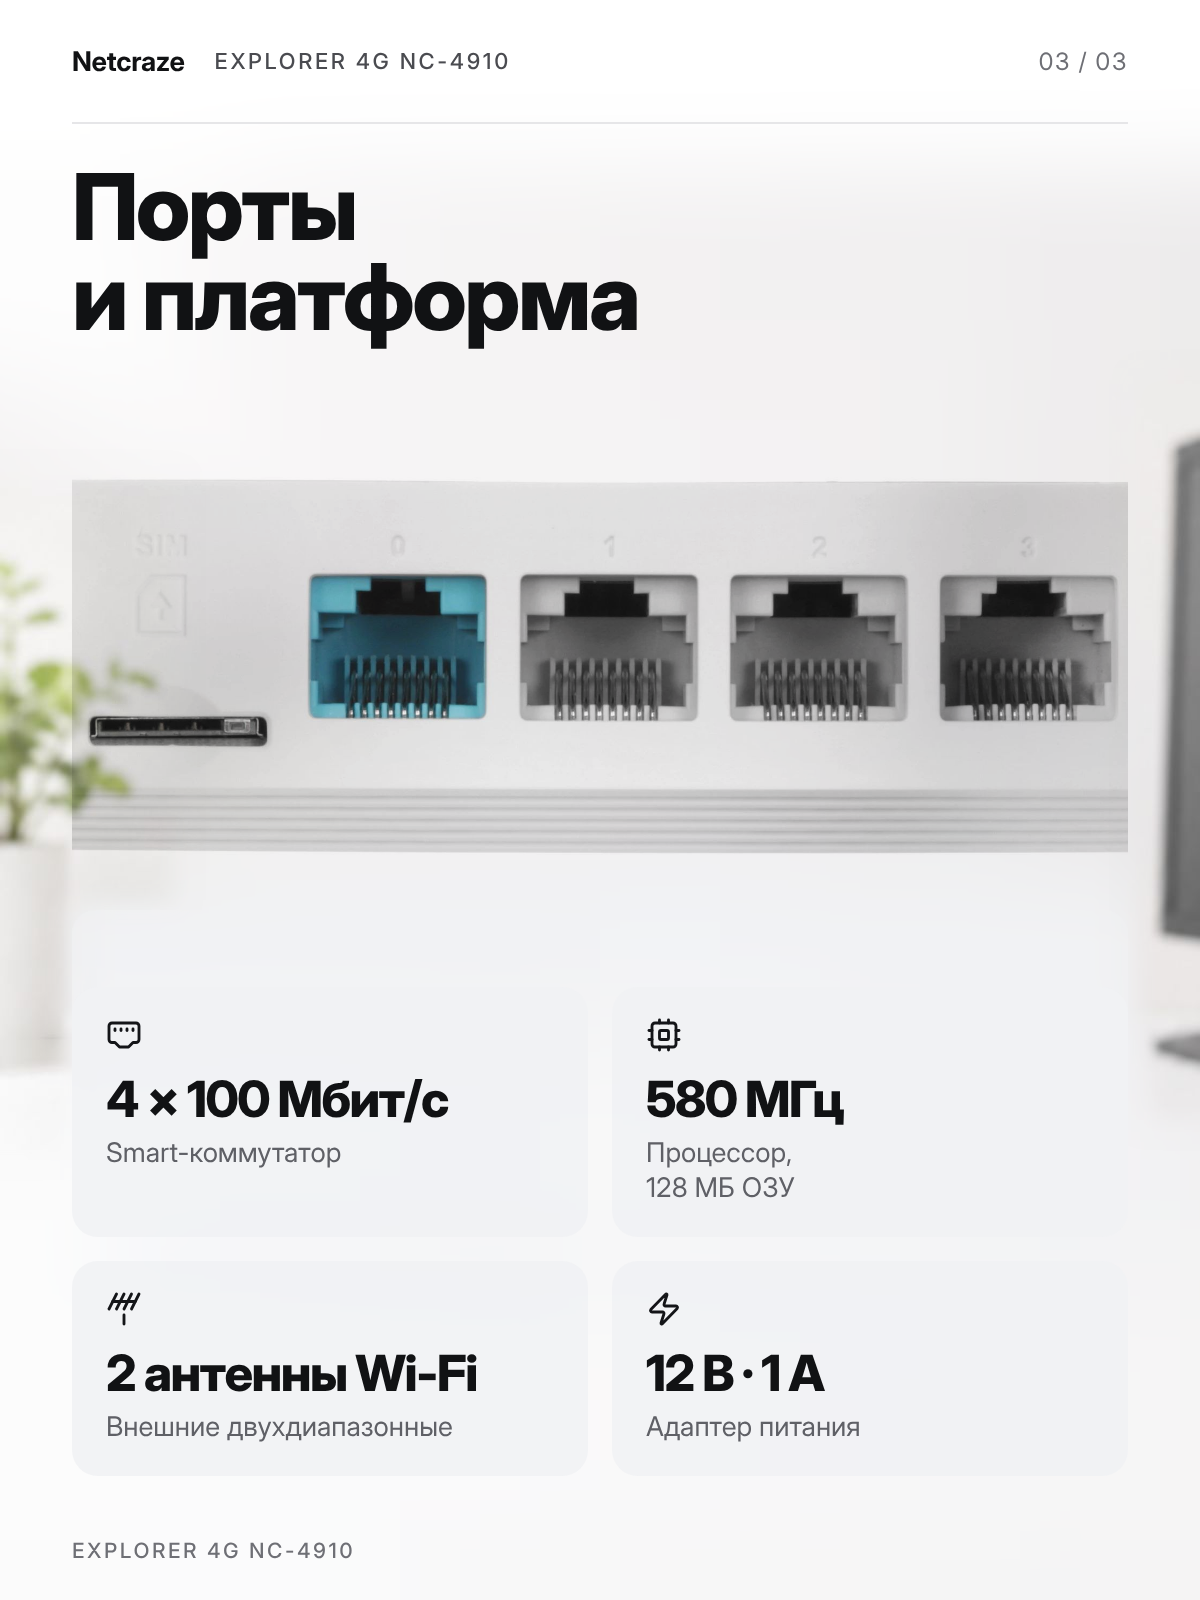 Netcraze EXPLORER 4G NC-4910 03 / 03
Порты
и платформа
SIM 0 1 2 3
4 × 100 Мбит/с
Smart-коммутатор
580 МГц
Процессор,
128 МБ ОЗУ
2 антенны Wi-Fi
Внешние двухдиапазонные
12 В · 1 А
Адаптер питания
EXPLORER 4G NC-4910